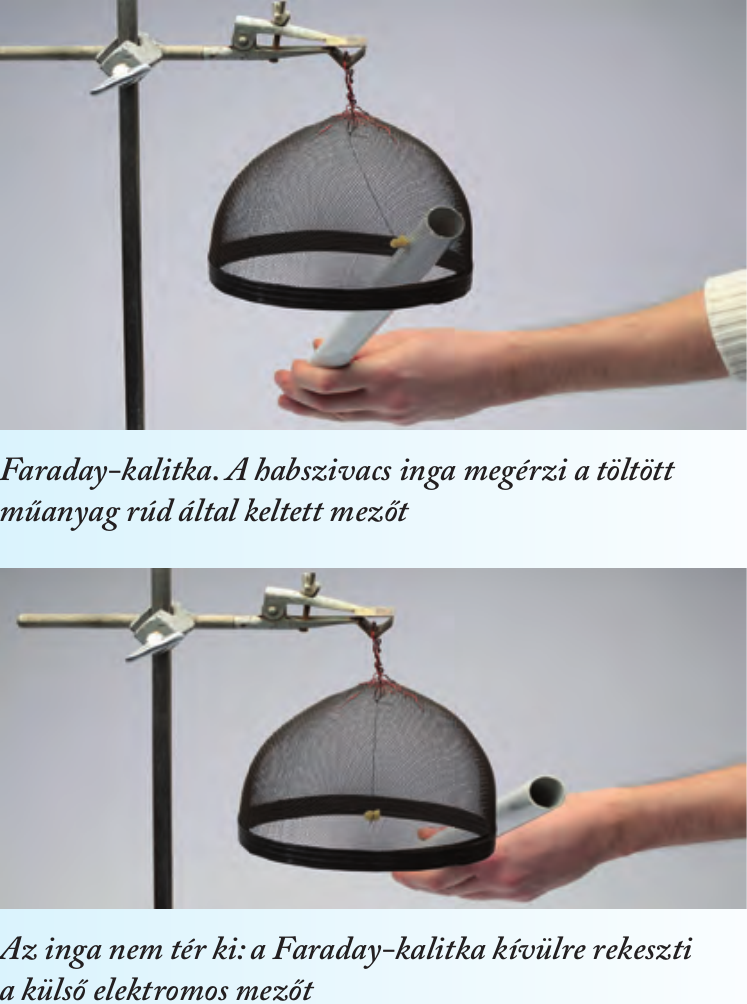 Faraday-kalitka. A habszivacs inga megérzi a töltött
műanyag rúd által keltett mezőt
Az inga nem tér ki: a Faraday-kalitka kívülre rekeszti
a külső elektromos mezőt